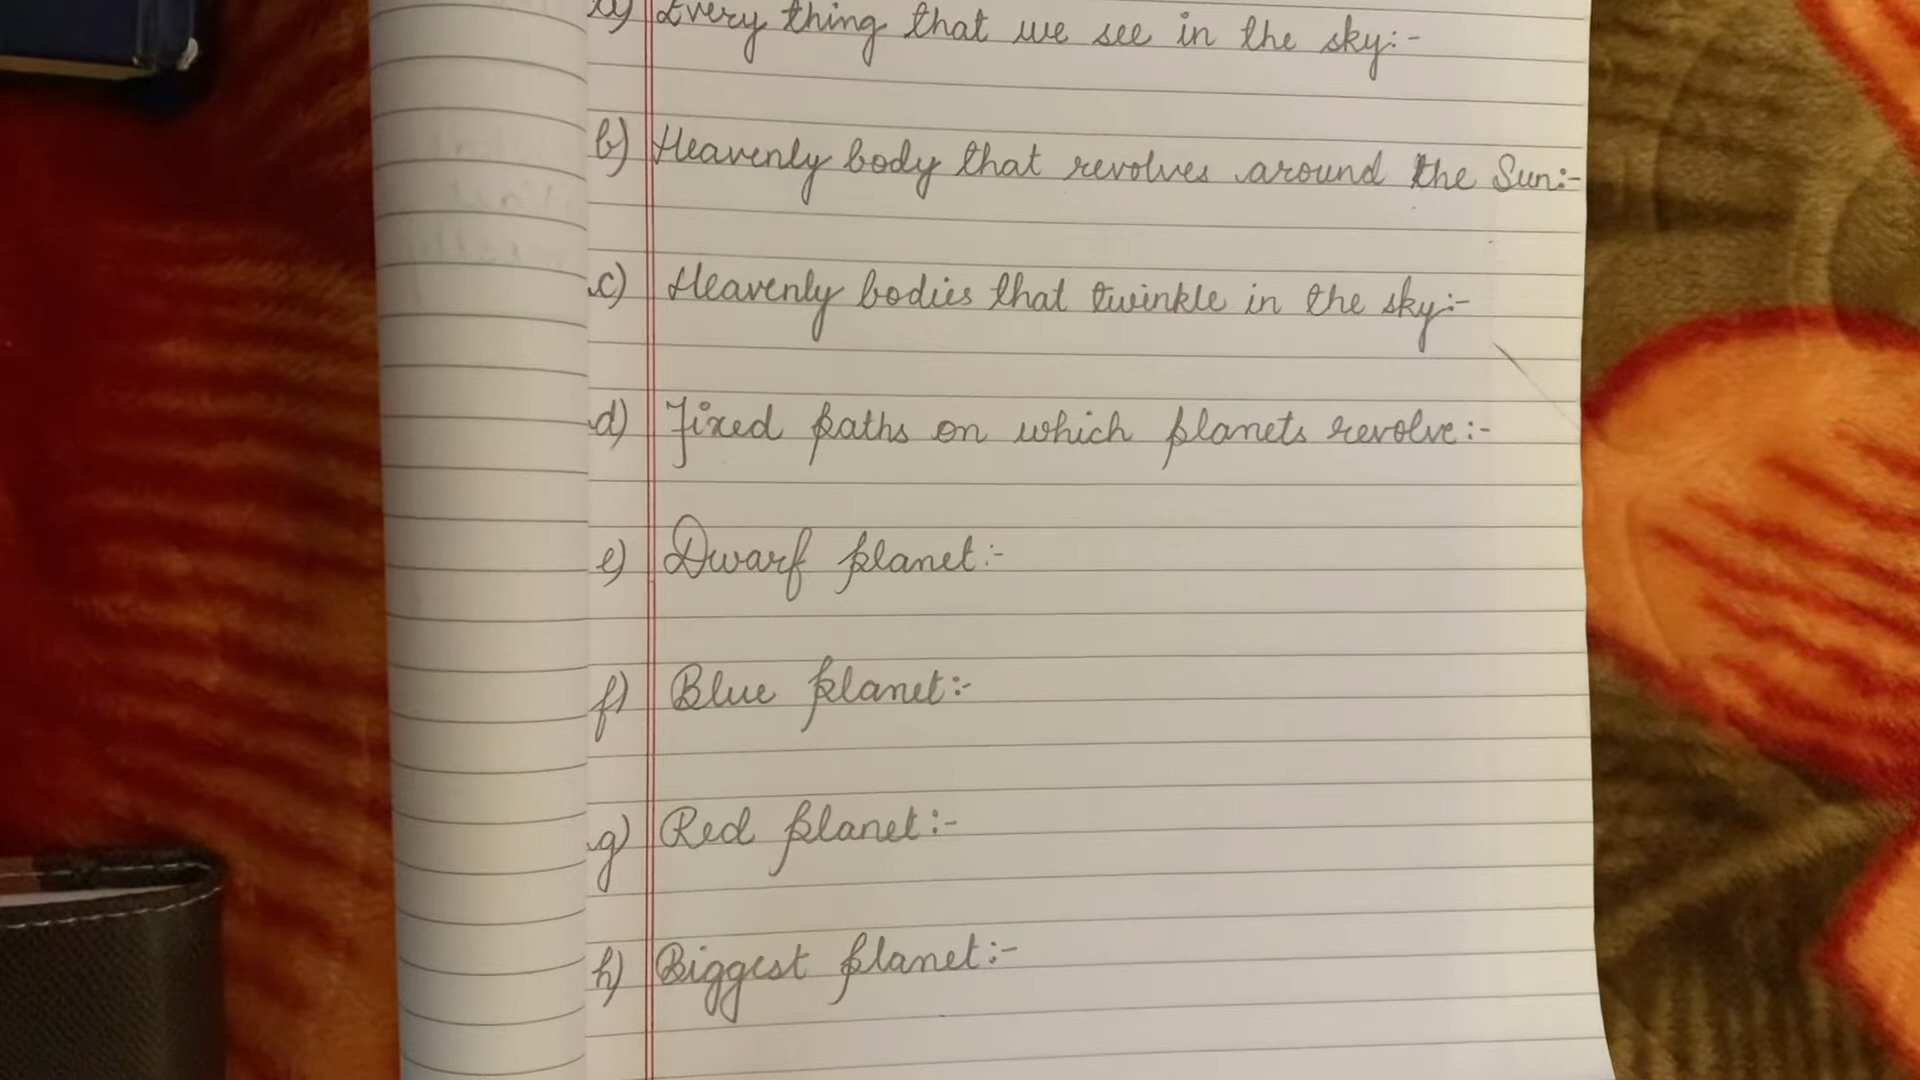 a) Every thing that we see in the sky:-
b) Heavenly body that revolves around the Sun:-
c) Heavenly bodies that twinkle in the sky:-
d) Fixed paths on which planets revolve:-
e) Dwarf planet:-
f) Blue planet:-
g) Red planet:-
h) Biggest planet:-